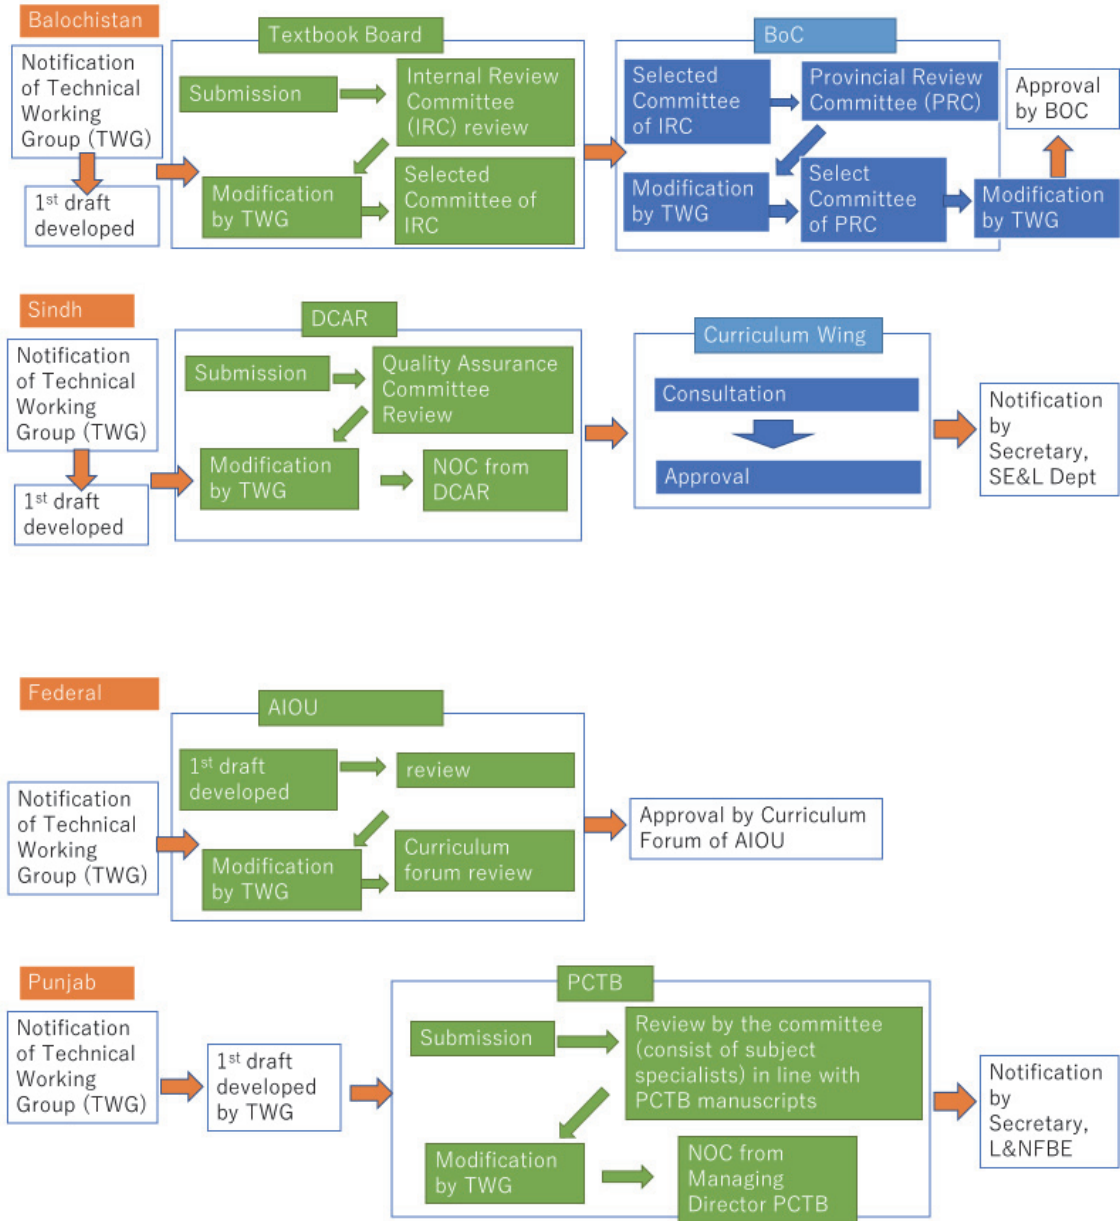 Balochistan
Notification
of Technical
Working
Group (TWG)
1st draft
developed
Textbook Board
Submission
Internal Review
Committee
(IRC) review
Modification
by TWG
Selected
Committee of
IRC
BoC
Selected
Committee
of IRC
Provincial Review
Committee (PRC)
Modification
by TWG
Select
Committee
of PRC
Modification
by TWG
Approval
by BOC
Sindh
Notification
of Technical
Working
Group (TWG)
1st draft
developed
DCAR
Submission
Quality Assurance
Committee
Review
Modification
by TWG
NOC from
DCAR
Curriculum Wing
Consultation
Approval
Notification
by
Secretary,
SE&L Dept
Federal
Notification
of Technical
Working
Group (TWG)
AIOU
1st draft
developed
review
Modification
by TWG
Curriculum
forum review
Approval by Curriculum
Forum of AIOU
Punjab
Notification
of Technical
Working
Group (TWG)
1st draft
developed
by TWG
PCTB
Submission
Review by the committee
(consist of subject
specialists) in line with
PCTB manuscripts
Modification
by TWG
NOC from
Managing
Director PCTB
Notification
by
Secretary,
L&NFBE